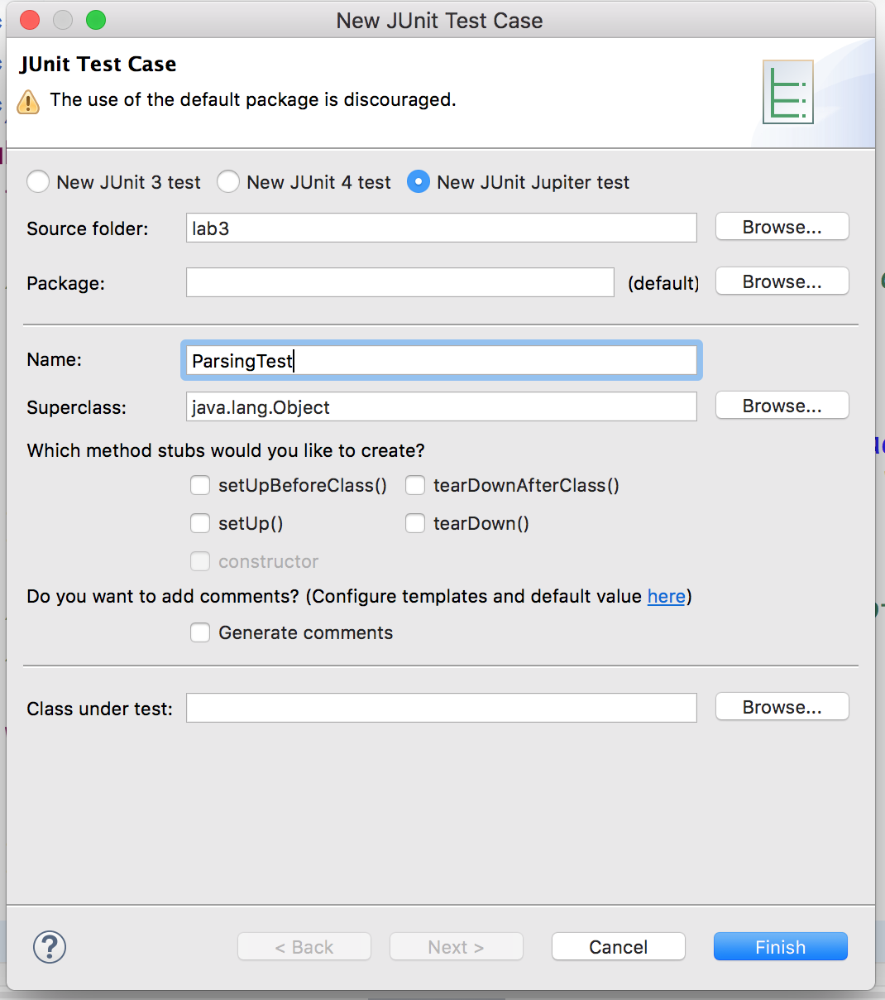 New JUnit Test Case
JUnit Test Case
The use of the default package is discouraged.
New JUnit 3 test New JUnit 4 test New JUnit Jupiter test
Source folder: lab3 Browse...
Package: (default) Browse...
Name: ParsingTest
Superclass: java.lang.Object Browse...
Which method stubs would you like to create?
setUpBeforeClass() tearDownAfterClass()
setUp() tearDown()
constructor
Do you want to add comments? (Configure templates and default value here)
Generate comments
Class under test: Browse...
? < Back Next > Cancel Finish